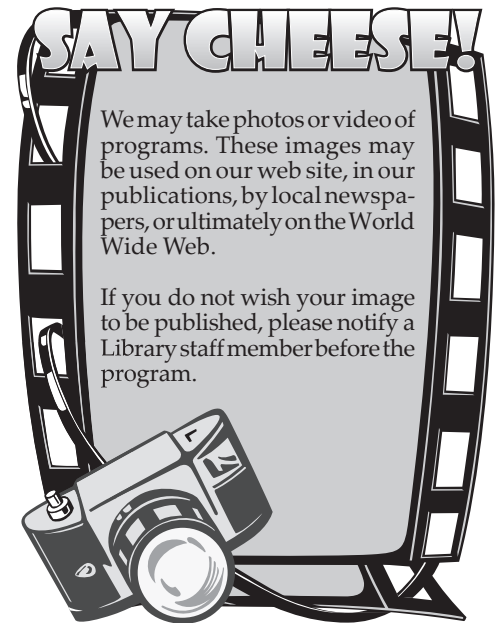 SAY CHEESE!
We may take photos or video of
programs. These images may
be used on our web site, in our
publications, by local newspa-
pers, or ultimately on the World
Wide Web.
If you do not wish your image
to be published, please notify a
Library staff member before the
program.